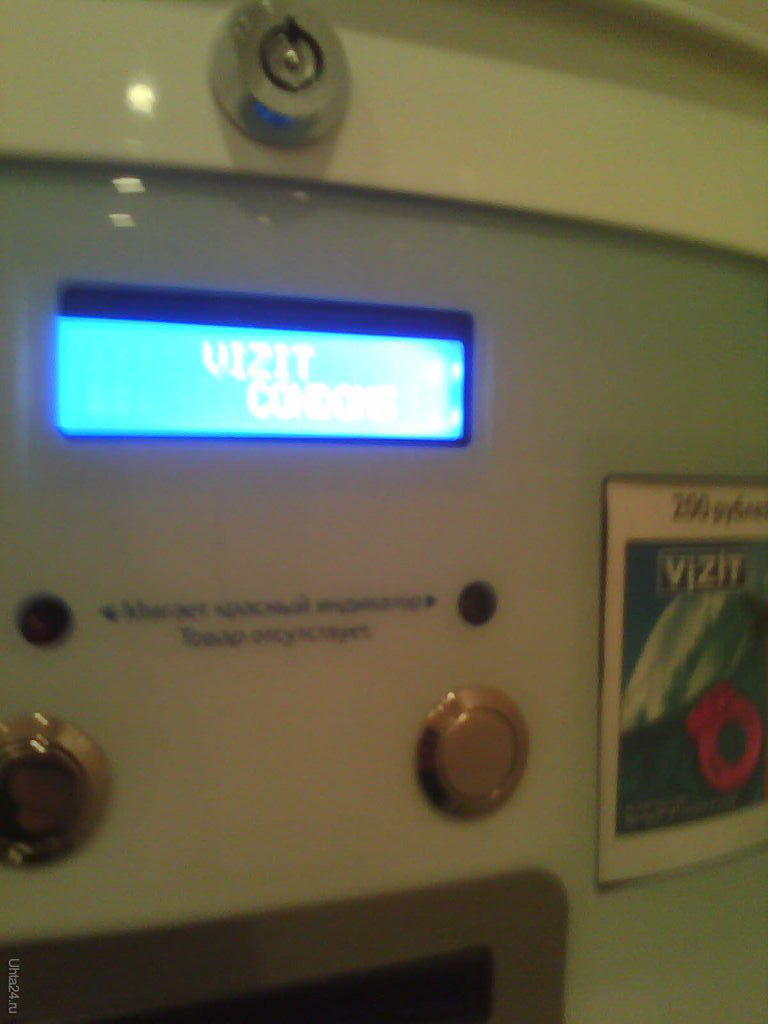 VIZIT
CONDOMS
200 рублей
VIZIT
Мигает красный индикатор
Товар отсутствует
Uhta24.ru